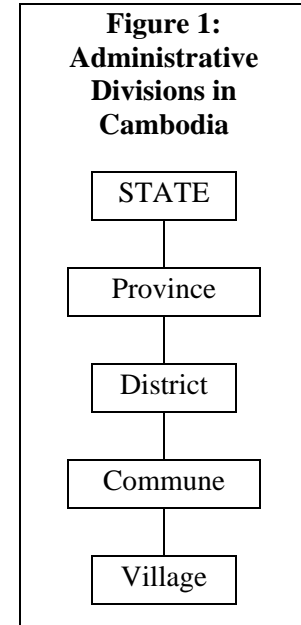 Figure 1:
Administrative
Divisions in
Cambodia
STATE
Province
District
Commune
Village